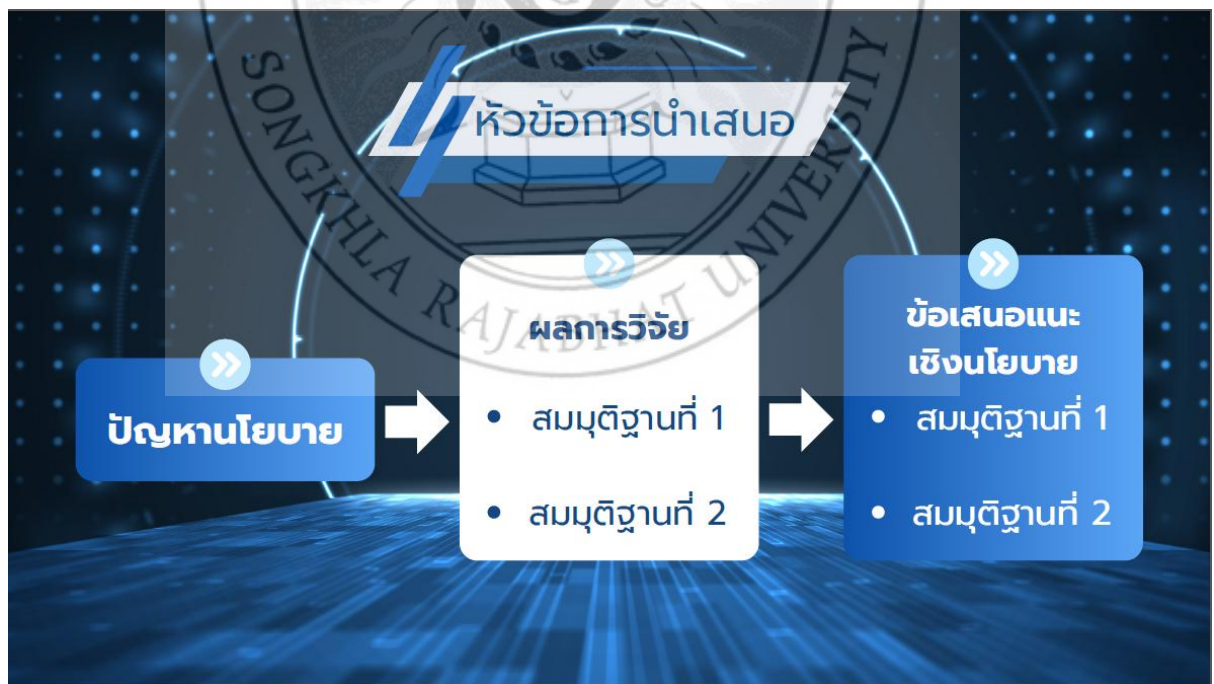 หัวข้อการนำเสนอ
ปัญหานโยบาย
ผลการวิจัย
• สมมุติฐานที่ 1
• สมมุติฐานที่ 2
ข้อเสนอแนะ
เชิงนโยบาย
• สมมุติฐานที่ 1
• สมมุติฐานที่ 2
SONGKHLA RAJABHAT UNIVERSITY